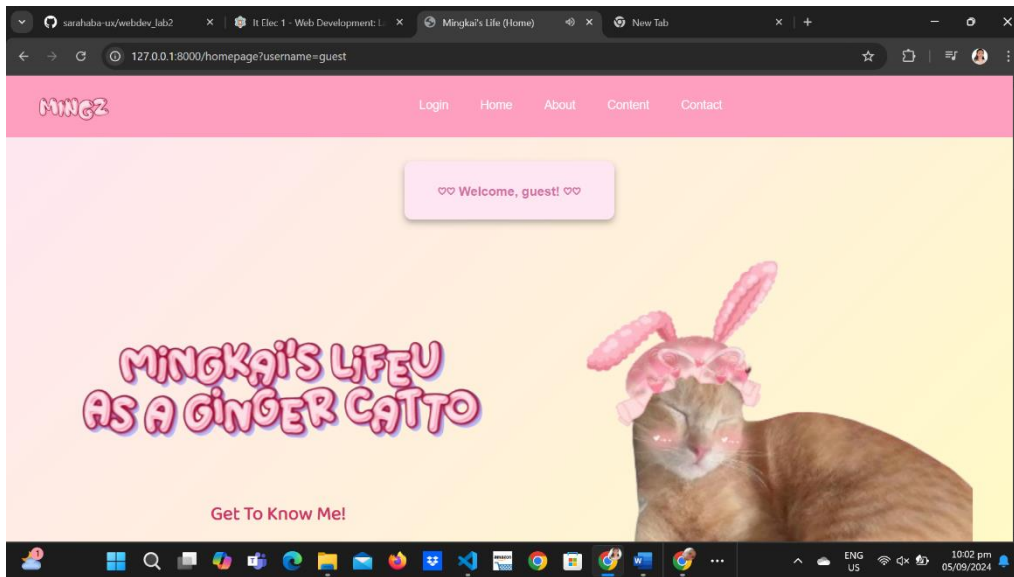 sarahaba-ux/webdev_lab2
It Elec 1 - Web Development: L
Mingkai's Life (Home)
New Tab
127.0.0.1:8000/homepage?username=guest
MINGZ
Login Home About Content Contact
♡♡ Welcome, guest! ♡♡
MiNGKAi'S LiFEU
AS A GiNGER CATTO
Get To Know Me!
1
ENG
US
10:02 pm
05/09/2024